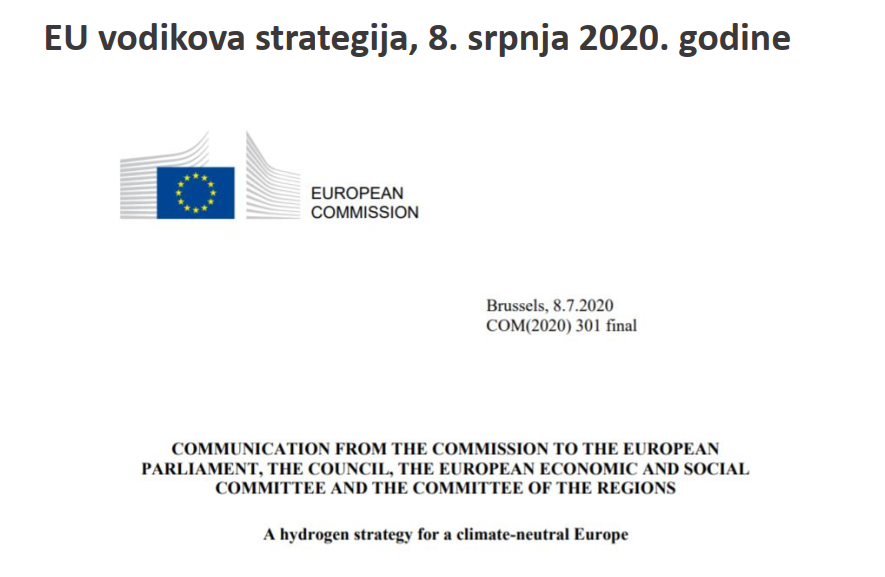 EU vodikova strategija, 8. srpnja 2020. godine
EUROPEAN
COMMISSION
Brussels, 8.7.2020
COM(2020) 301 final
COMMUNICATION FROM THE COMMISSION TO THE EUROPEAN
PARLIAMENT, THE COUNCIL, THE EUROPEAN ECONOMIC AND SOCIAL
COMMITTEE AND THE COMMITTEE OF THE REGIONS
A hydrogen strategy for a climate-neutral Europe